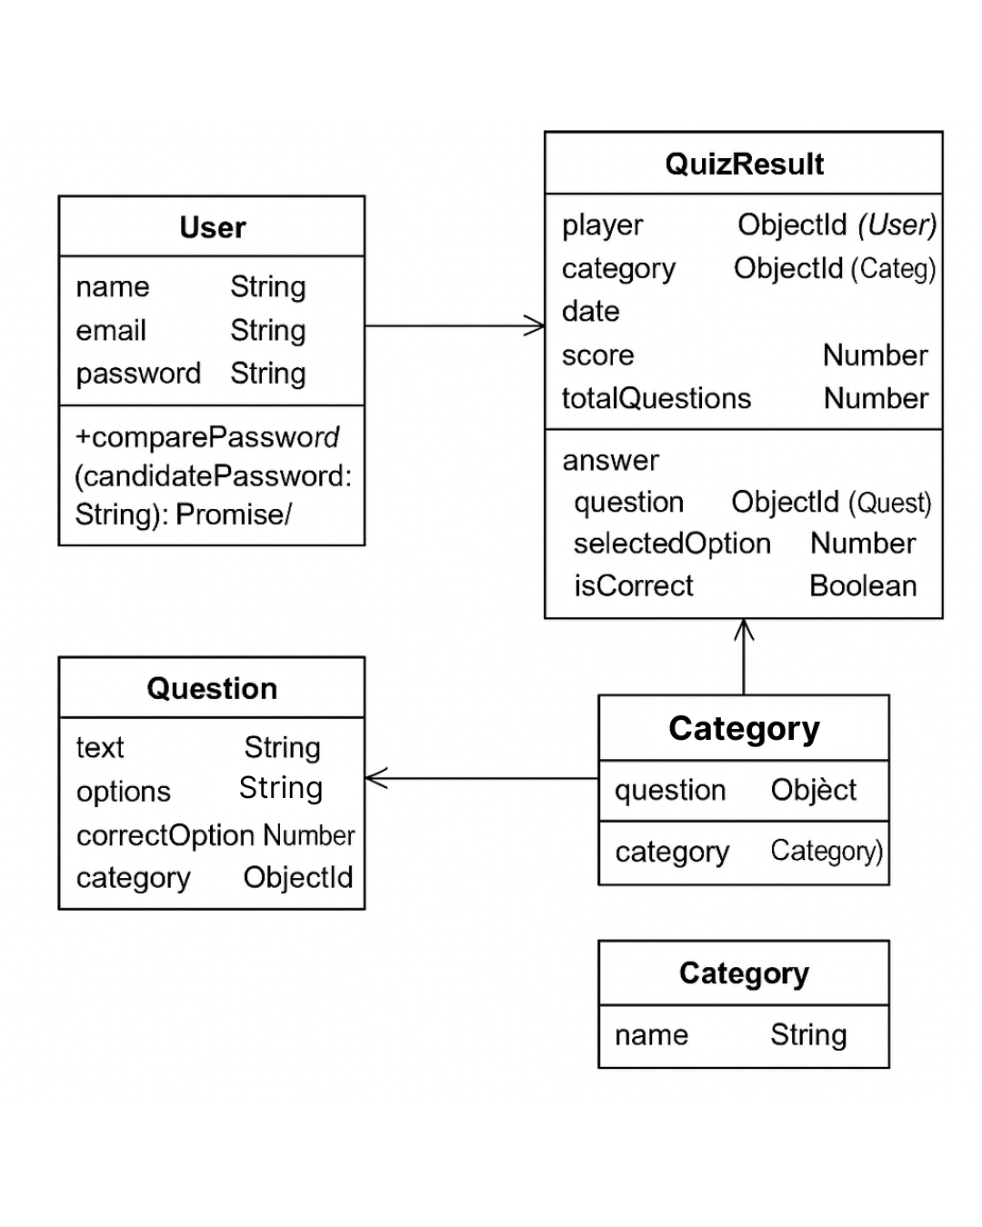 User
name String
email String
password String
+comparePassword
(candidatePassword:
String): Promise/
QuizResult
player ObjectId (User)
category ObjectId (Categ)
date
score Number
totalQuestions Number
answer
question ObjectId (Quest)
selectedOption Number
isCorrect Boolean
Question
text String
options String
correctOption Number
category ObjectId
Category
question Objèct
category Category)
Category
name String